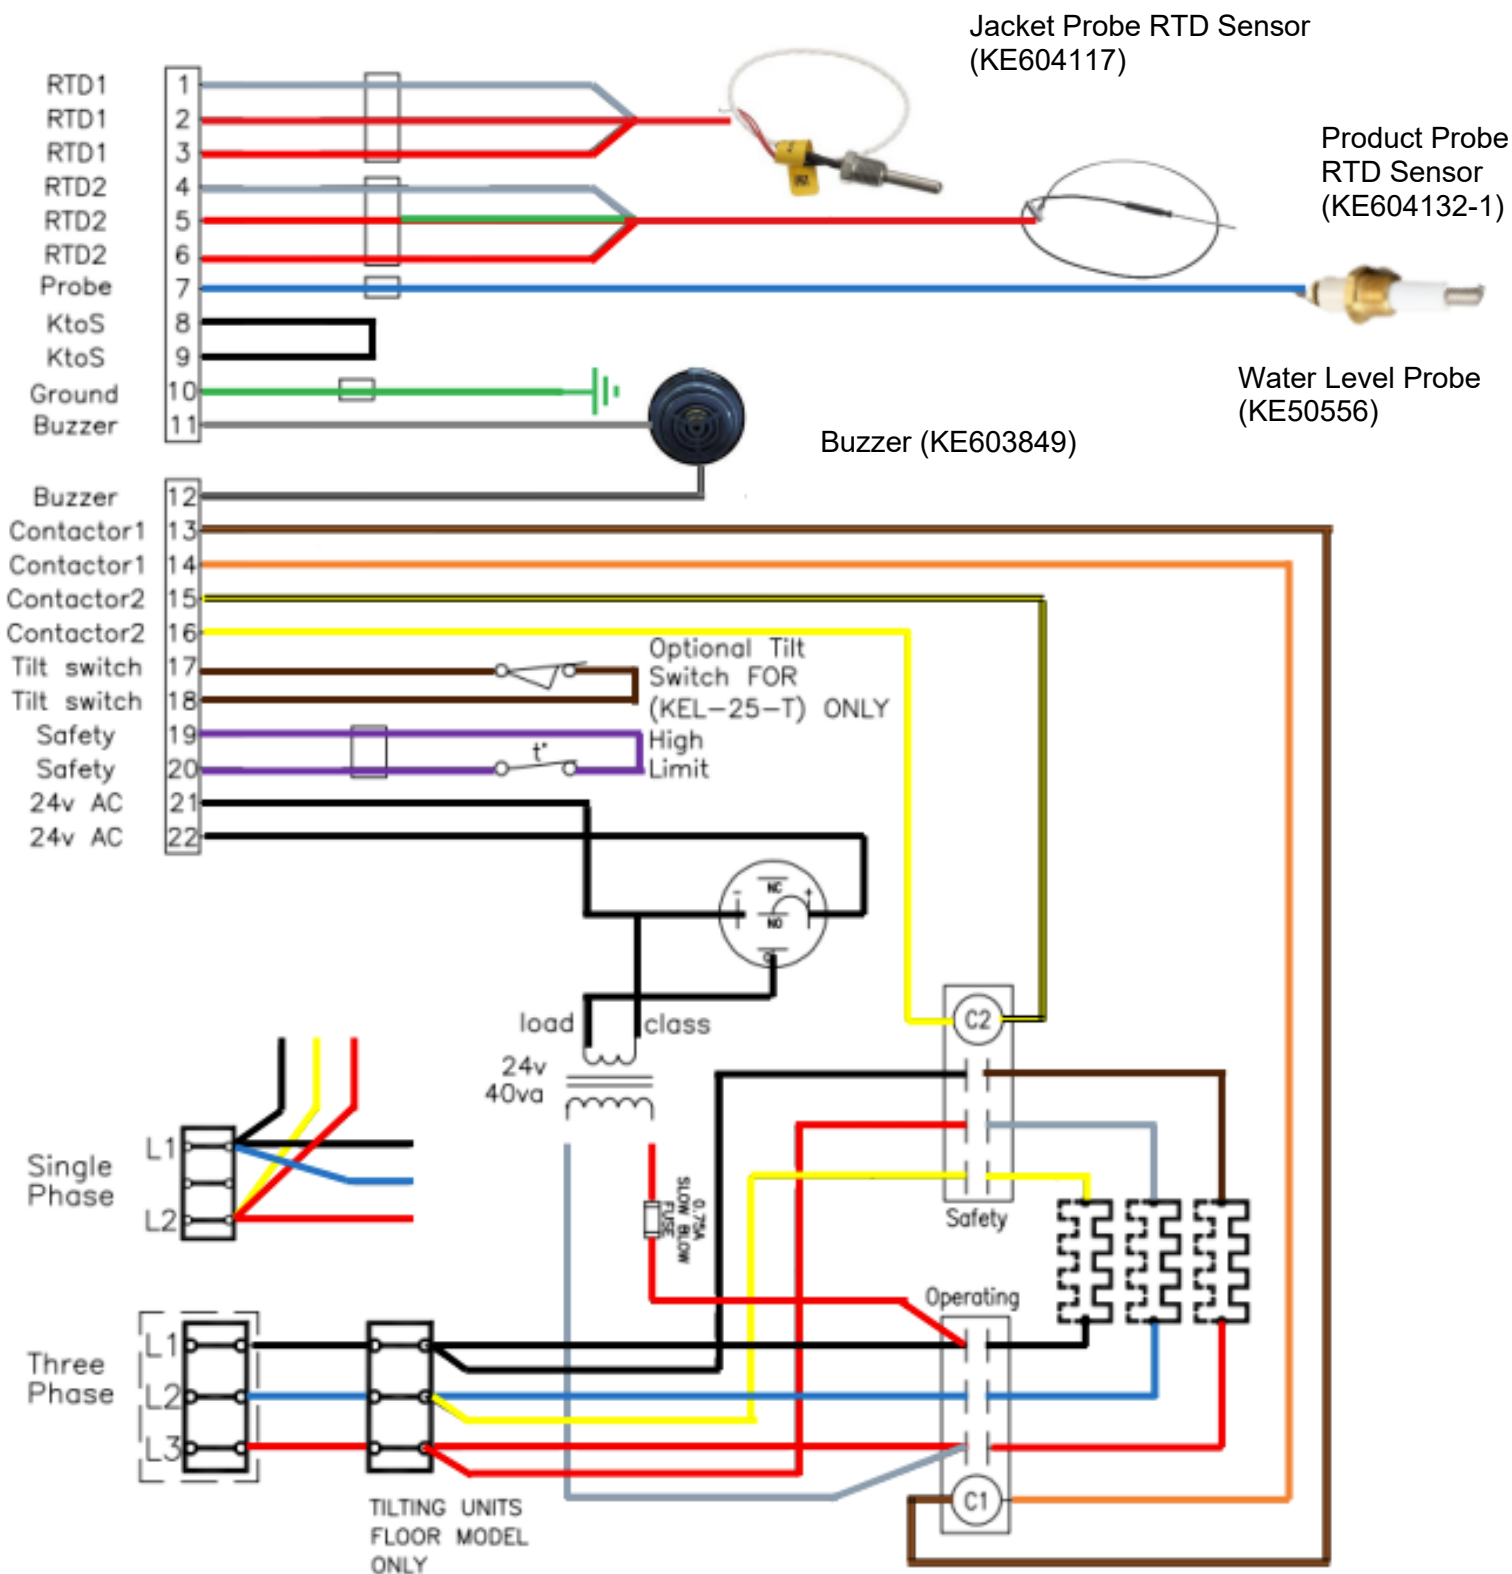 Jacket Probe RTD Sensor
(KE604117)
Product Probe
RTD Sensor
(KE604132-1)
RTD1 1
RTD1 2
RTD1 3
RTD2 4
RTD2 5
RTD2 6
Probe 7
KtoS 8
KtoS 9
Ground 10
Buzzer 11
Water Level Probe
(KE50556)
Buzzer (KE603849)
Buzzer 12
Contactor1 13
Contactor1 14
Contactor2 15
Contactor2 16
Tilt switch 17
Tilt switch 18
Safety 19
Safety 20
24v AC 21
24v AC 22
Optional Tilt
Switch FOR
(KEL-25-T) ONLY
High
Limit
t°
NC
- +
NO
load class
24v
40va
C2
Safety
Single
Phase
L1
L2
0.75A
SLOW BLOW
FUSE
Operating
Three
Phase
L1
L2
L3
C1
TILTING UNITS
FLOOR MODEL
ONLY